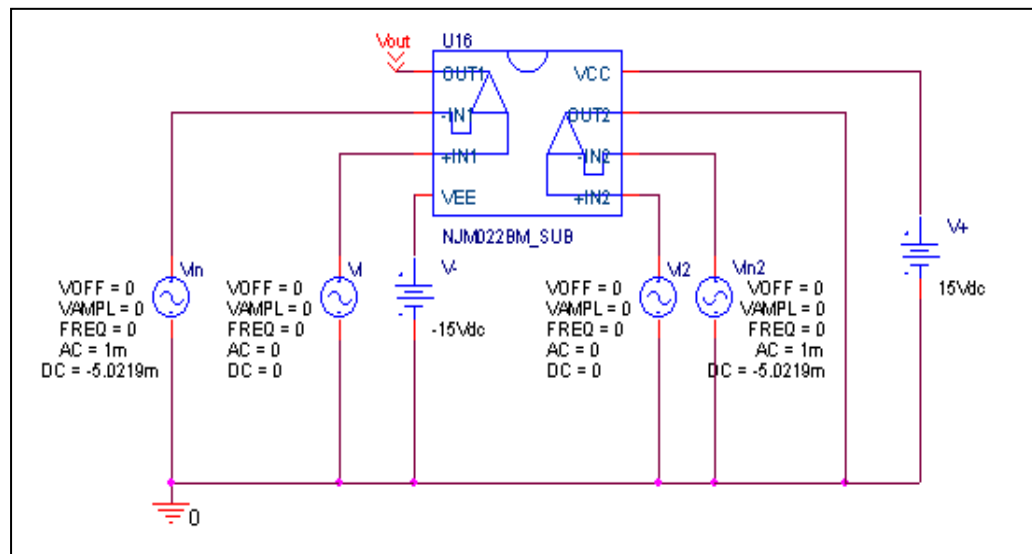 Vout
U16
OUT1
-IN1
+IN1
VEE
VCC
OUT2
-IN2
+IN2
NJM022BM_SUB
Vin
VOFF = 0
VAMPL = 0
FREQ = 0
AC = 1m
DC = -5.0219m
VI
VOFF = 0
VAMPL = 0
FREQ = 0
AC = 0
DC = 0
V-
-15Vdc
VI2
VOFF = 0
VAMPL = 0
FREQ = 0
AC = 0
DC = 0
Vin2
VOFF = 0
VAMPL = 0
FREQ = 0
AC = 1m
DC = -5.0219m
V+
15Vdc
0